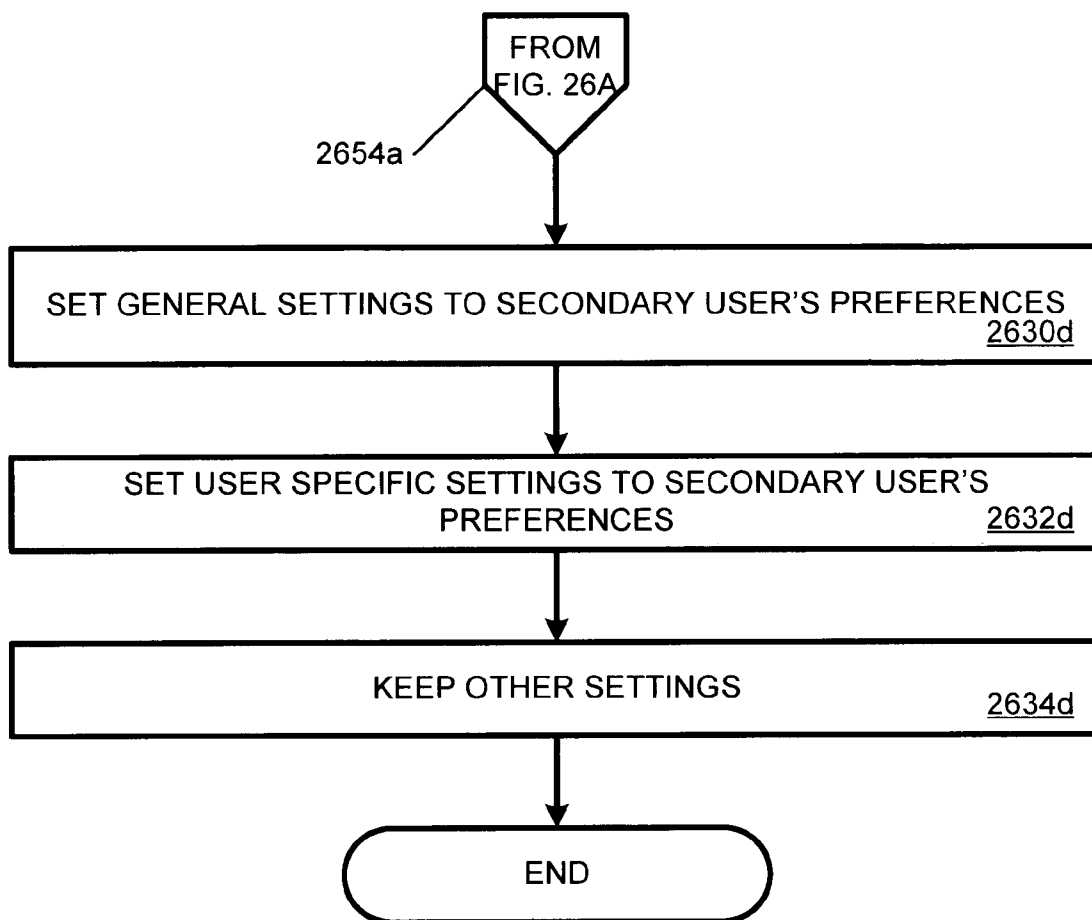 FROM
FIG. 26A
2654a
SET GENERAL SETTINGS TO SECONDARY USER'S PREFERENCES
2630d
SET USER SPECIFIC SETTINGS TO SECONDARY USER'S
PREFERENCES
2632d
KEEP OTHER SETTINGS
2634d
END